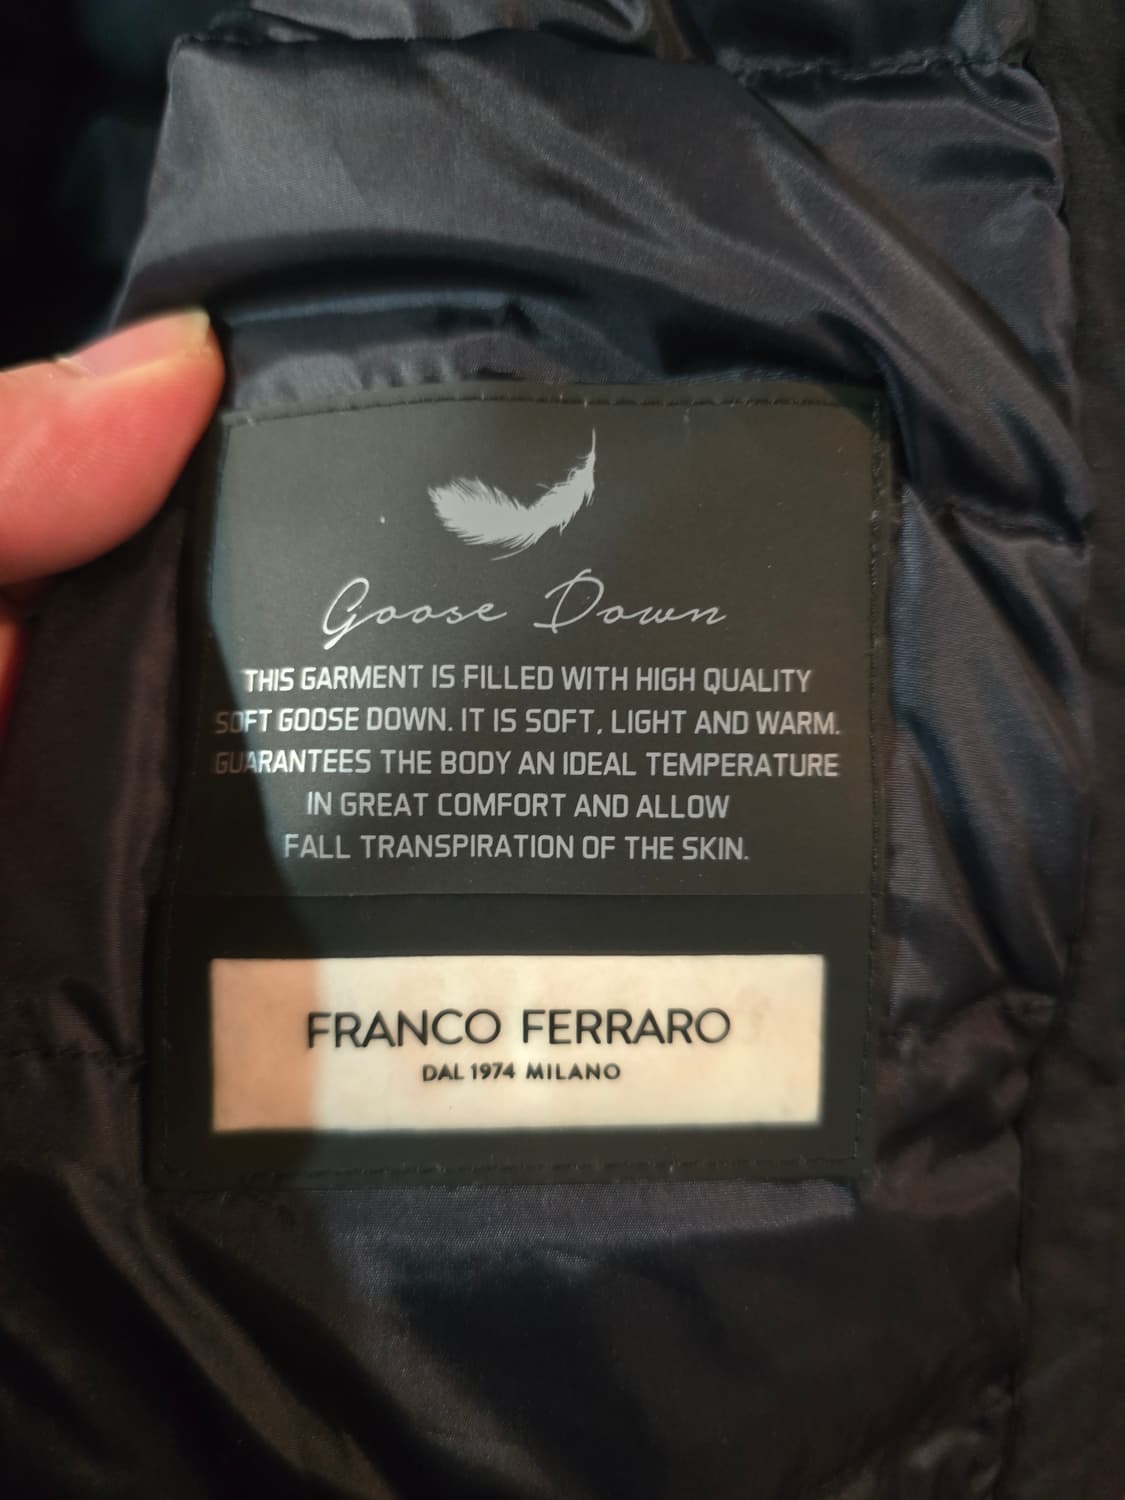 Goose Down
THIS GARMENT IS FILLED WITH HIGH QUALITY
SOFT GOOSE DOWN. IT IS SOFT, LIGHT AND WARM.
GUARANTEES THE BODY AN IDEAL TEMPERATURE
IN GREAT COMFORT AND ALLOW
FALL TRANSPIRATION OF THE SKIN.
FRANCO FERRARO
DAL 1974 MILANO